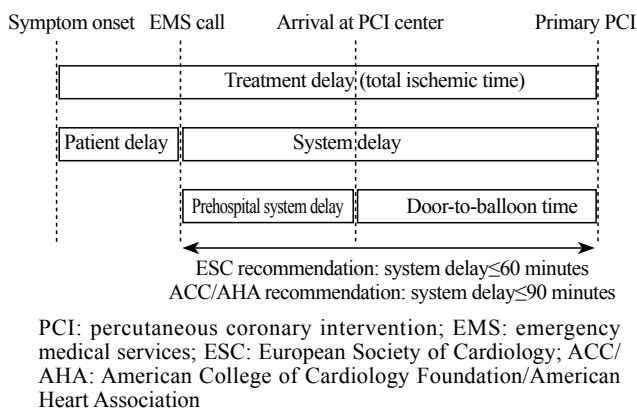 Symptom onset EMS call Arrival at PCI center Primary PCI
Treatment delay (total ischemic time)
Patient delay System delay
Prehospital system delay Door-to-balloon time
ESC recommendation: system delay≤60 minutes
ACC/AHA recommendation: system delay≤90 minutes
PCI: percutaneous coronary intervention; EMS: emergency
medical services; ESC: European Society of Cardiology; ACC/
AHA: American College of Cardiology Foundation/American
Heart Association